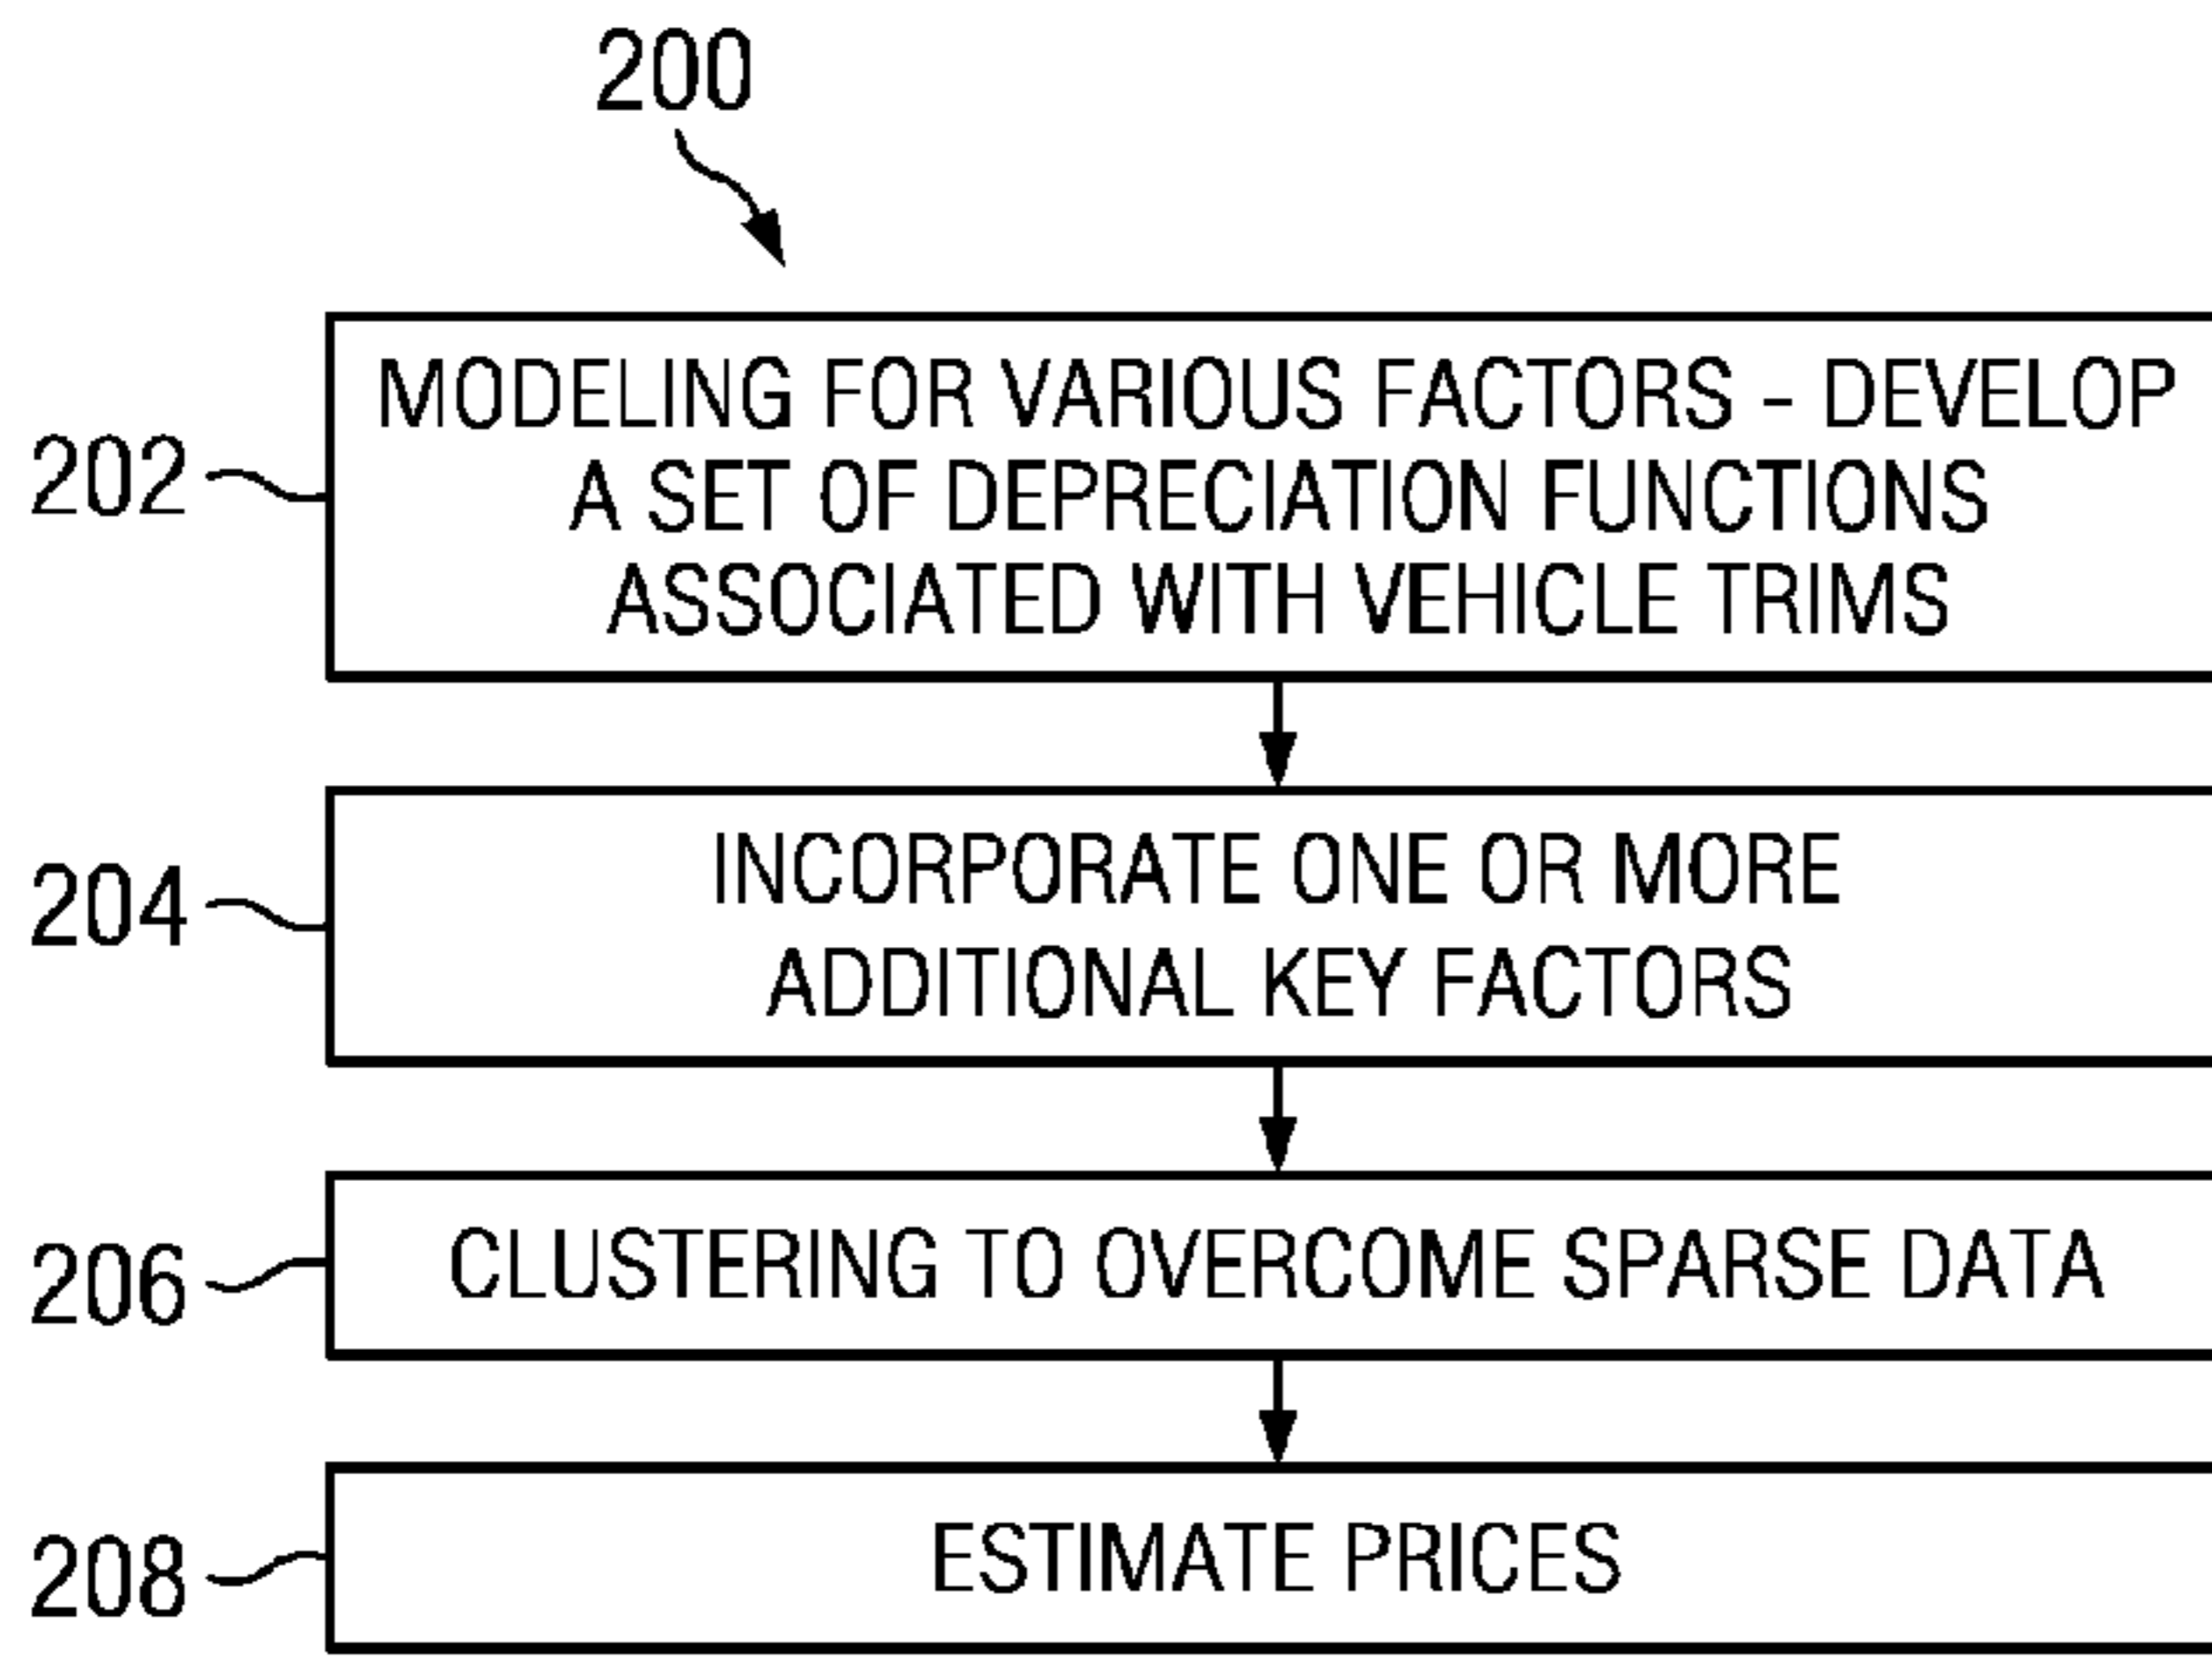 200
202
MODELING FOR VARIOUS FACTORS - DEVELOP
A SET OF DEPRECIATION FUNCTIONS
ASSOCIATED WITH VEHICLE TRIMS
204
INCORPORATE ONE OR MORE
ADDITIONAL KEY FACTORS
206
CLUSTERING TO OVERCOME SPARSE DATA
208
ESTIMATE PRICES